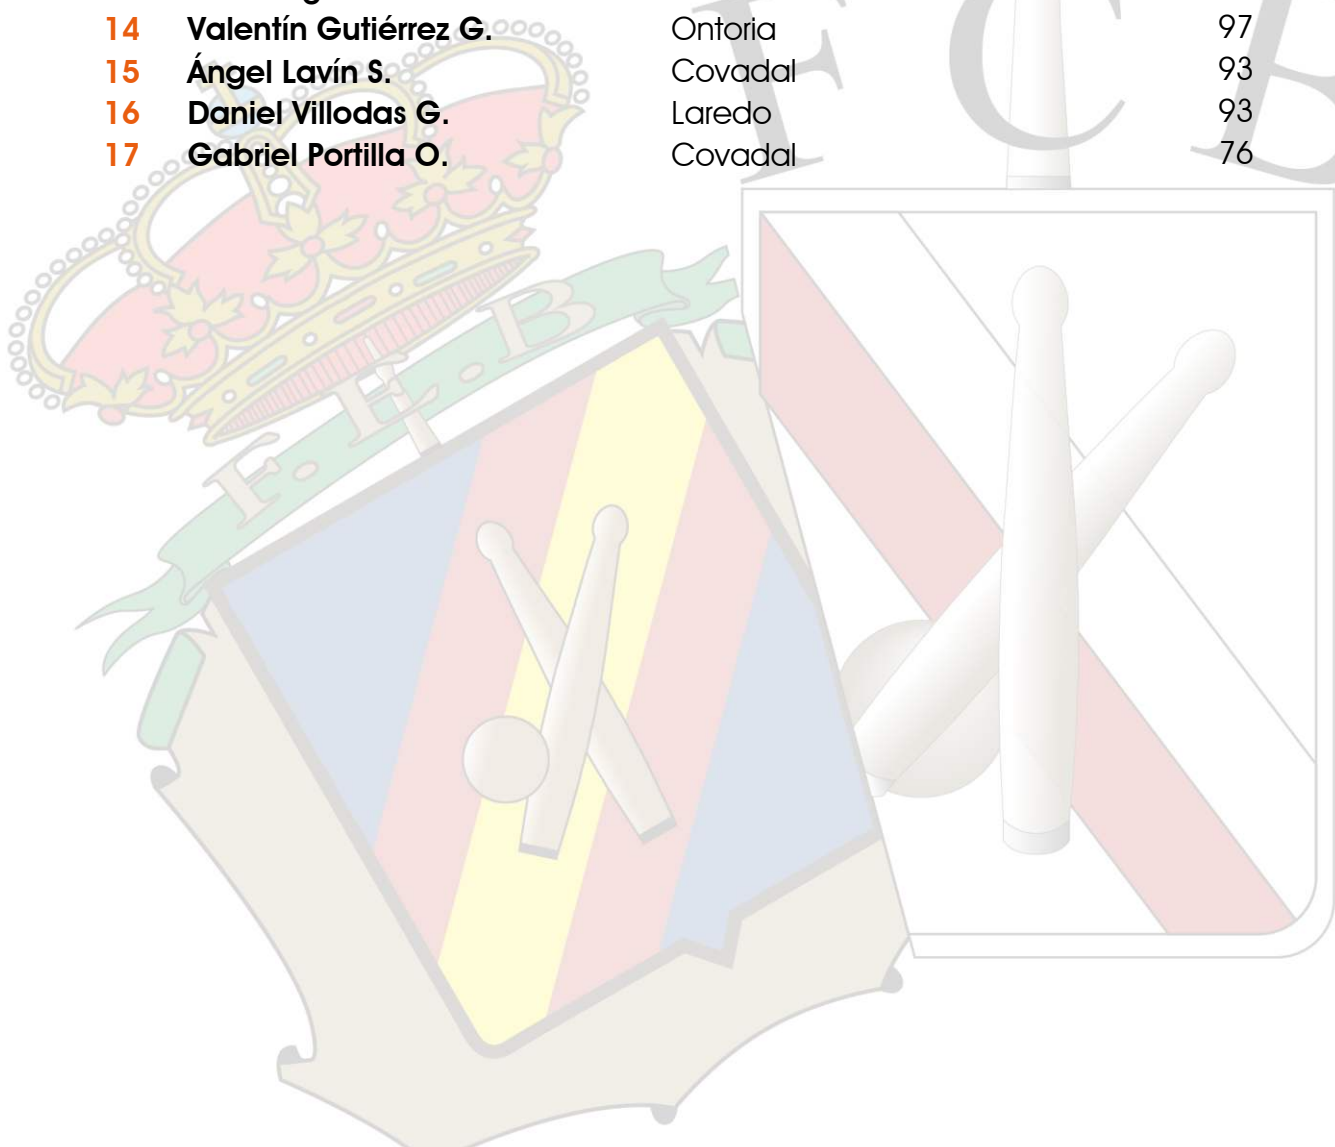 14 Valentín Gutiérrez G. Ontoria 97
15 Ángel Lavín S. Covadal 93
16 Daniel Villodas G. Laredo 93
17 Gabriel Portilla O. Covadal 76
F C B
F. E. B